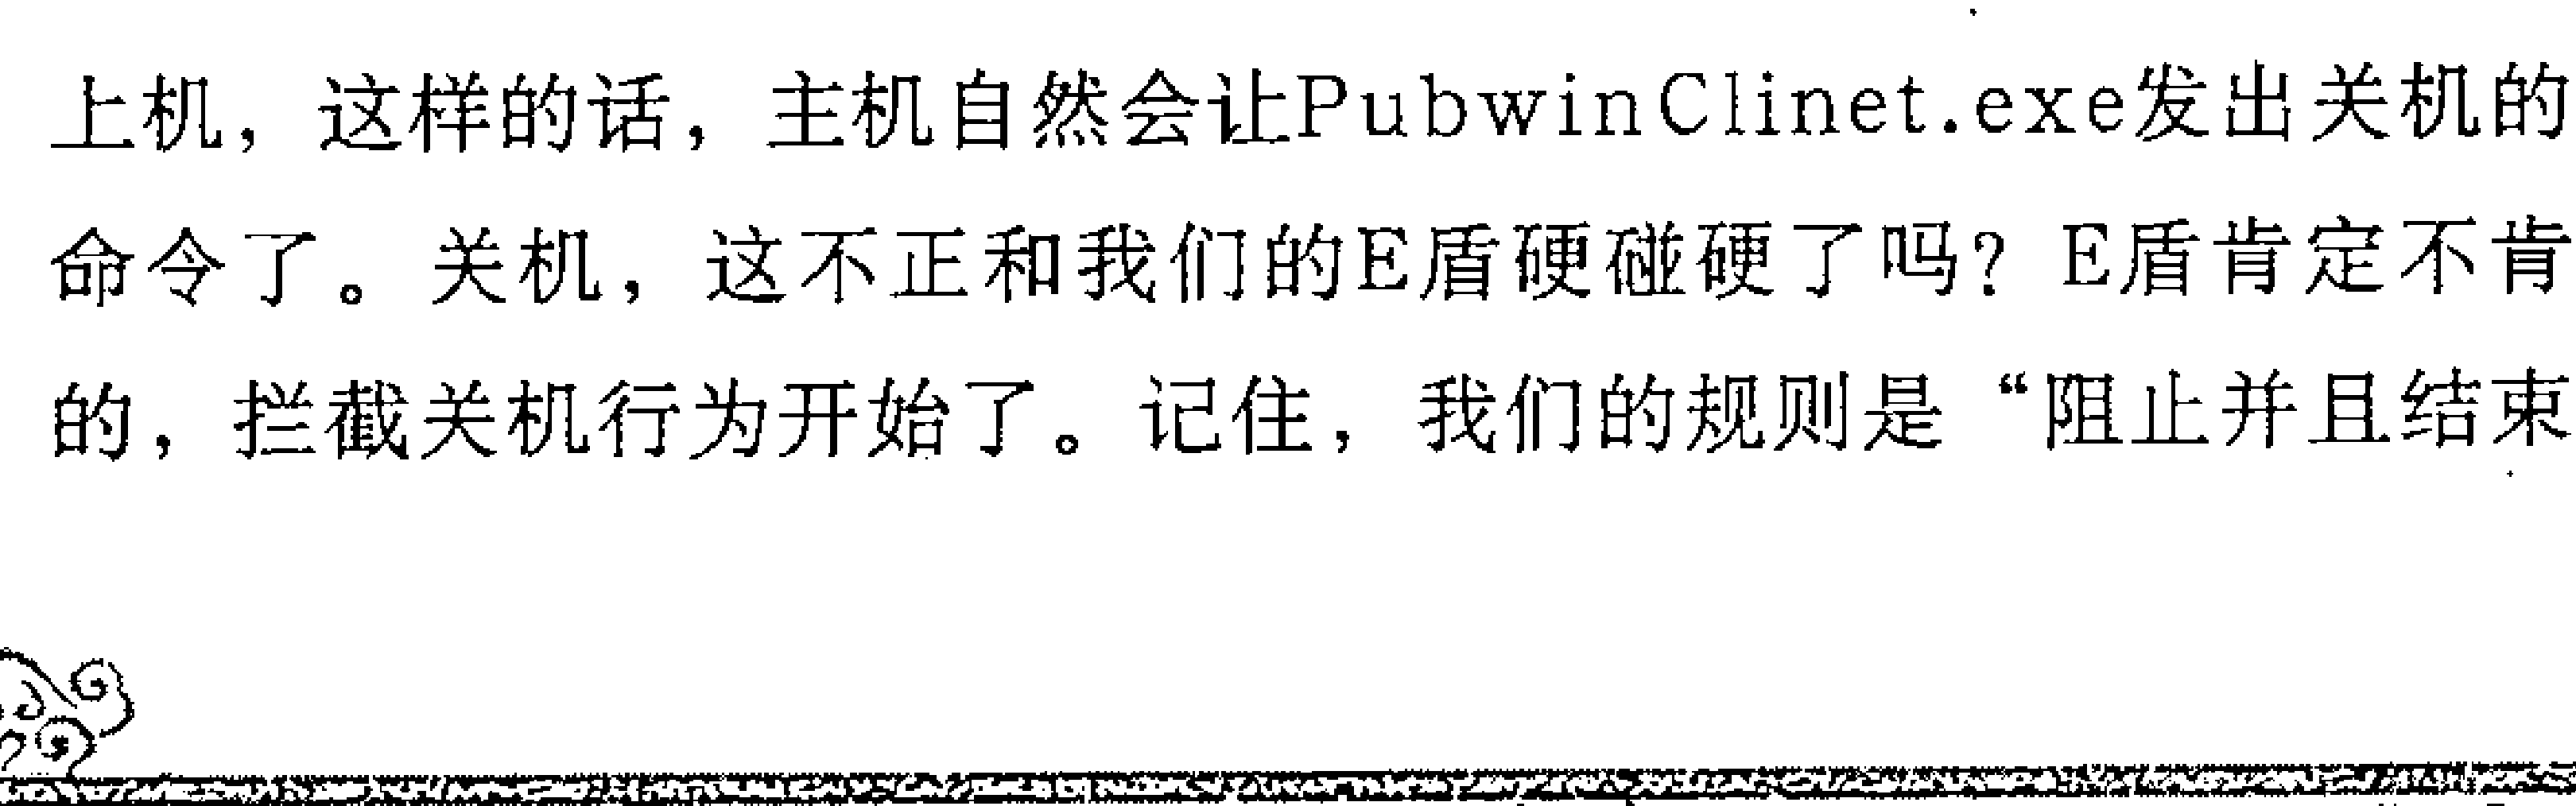 上机，这样的话，主机自然会让PubwinClinet.exe发出关机的
命令了。关机，这不正和我们的E盾硬碰硬了吗？E盾肯定不肯
的，拦截关机行为开始了。记住，我们的规则是“阻止并且结束